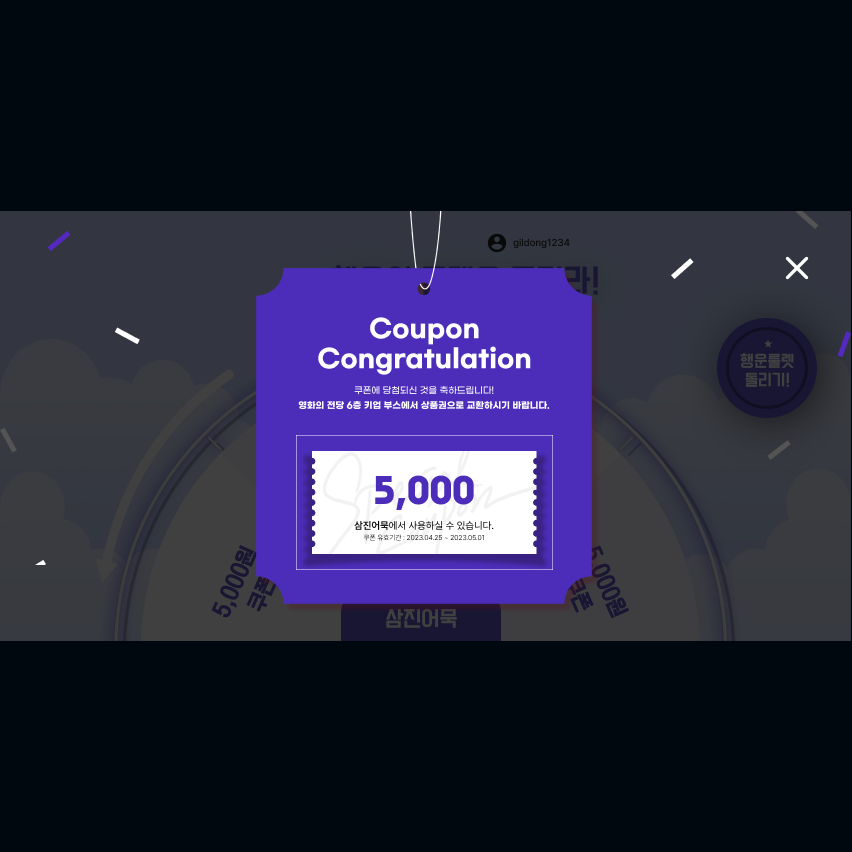 gildong1234
Coupon
Congratulation
쿠폰에 당첨되신 것을 축하드립니다!
영화의 전당 6층 키업 부스에서 상품권으로 교환하시기 바랍니다.
행운룰렛
돌리기!
5,000
삼진어묵에서 사용하실 수 있습니다.
쿠폰 유효기간 : 2023.04.25 ~ 2023.05.01
5,000원
쿠폰
5,000원
쿠폰
삼진어묵